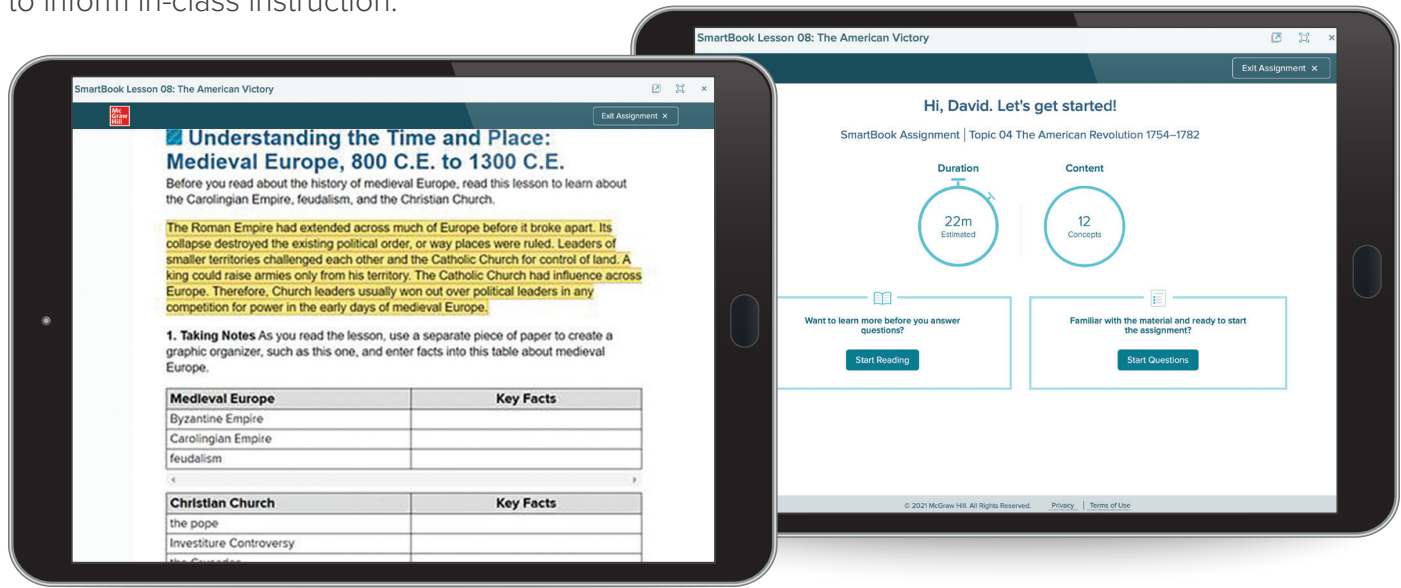 to inform in-class instruction.
SmartBook Lesson 08: The American Victory
×
Mc
Graw
Hill
Exit Assignment ×
Understanding the Time and Place:
Medieval Europe, 800 C.E. to 1300 C.E.
Before you read about the history of medieval Europe, read this lesson to learn about
the Carolingian Empire, feudalism, and the Christian Church.
The Roman Empire had extended across much of Europe before it broke apart. Its
collapse destroyed the existing political order, or way places were ruled. Leaders of
smaller territories challenged each other and the Catholic Church for control of land. A
king could raise armies only from his territory. The Catholic Church had influence across
Europe. Therefore, Church leaders usually won out over political leaders in any
competition for power in the early days of medieval Europe.
1. Taking Notes As you read the lesson, use a separate piece of paper to create a
graphic organizer, such as this one, and enter facts into this table about medieval
Europe.
Medieval Europe Key Facts
Byzantine Empire
Carolingian Empire
feudalism
Christian Church Key Facts
the pope
Investiture Controversy
the Crusades
SmartBook Lesson 08: The American Victory
×
Exit Assignment ×
Hi, David. Let's get started!
SmartBook Assignment | Topic 04 The American Revolution 1754–1782
Duration Content
22m 12
Estimated Concepts
Want to learn more before you answer
questions?
Start Reading
Familiar with the material and ready to start
the assignment?
Start Questions
© 2021 McGraw Hill. All Rights Reserved. Privacy | Terms of Use